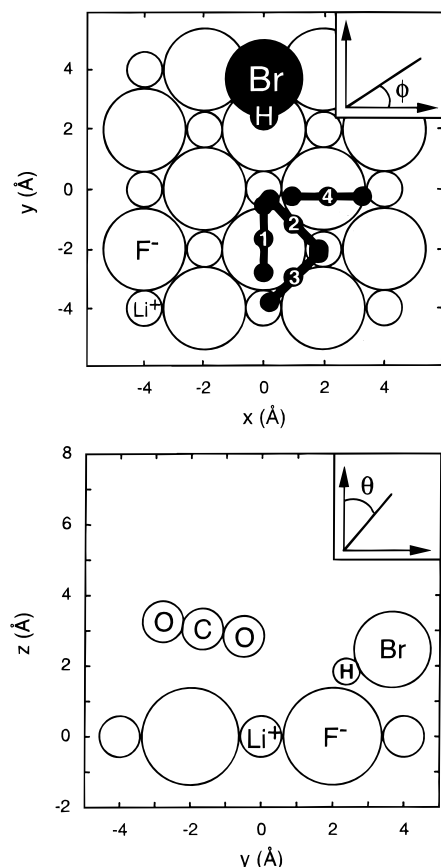 4
2
0
-2
-4
y (Å)
Br
H
ϕ
1
2
3
4
F⁻
Li⁺
-4 -2 0 2 4
x (Å)
8
6
4
2
0
-2
z (Å)
θ
O C O
Br
H
Li⁺ F⁻
-4 -2 0 2 4
y (Å)